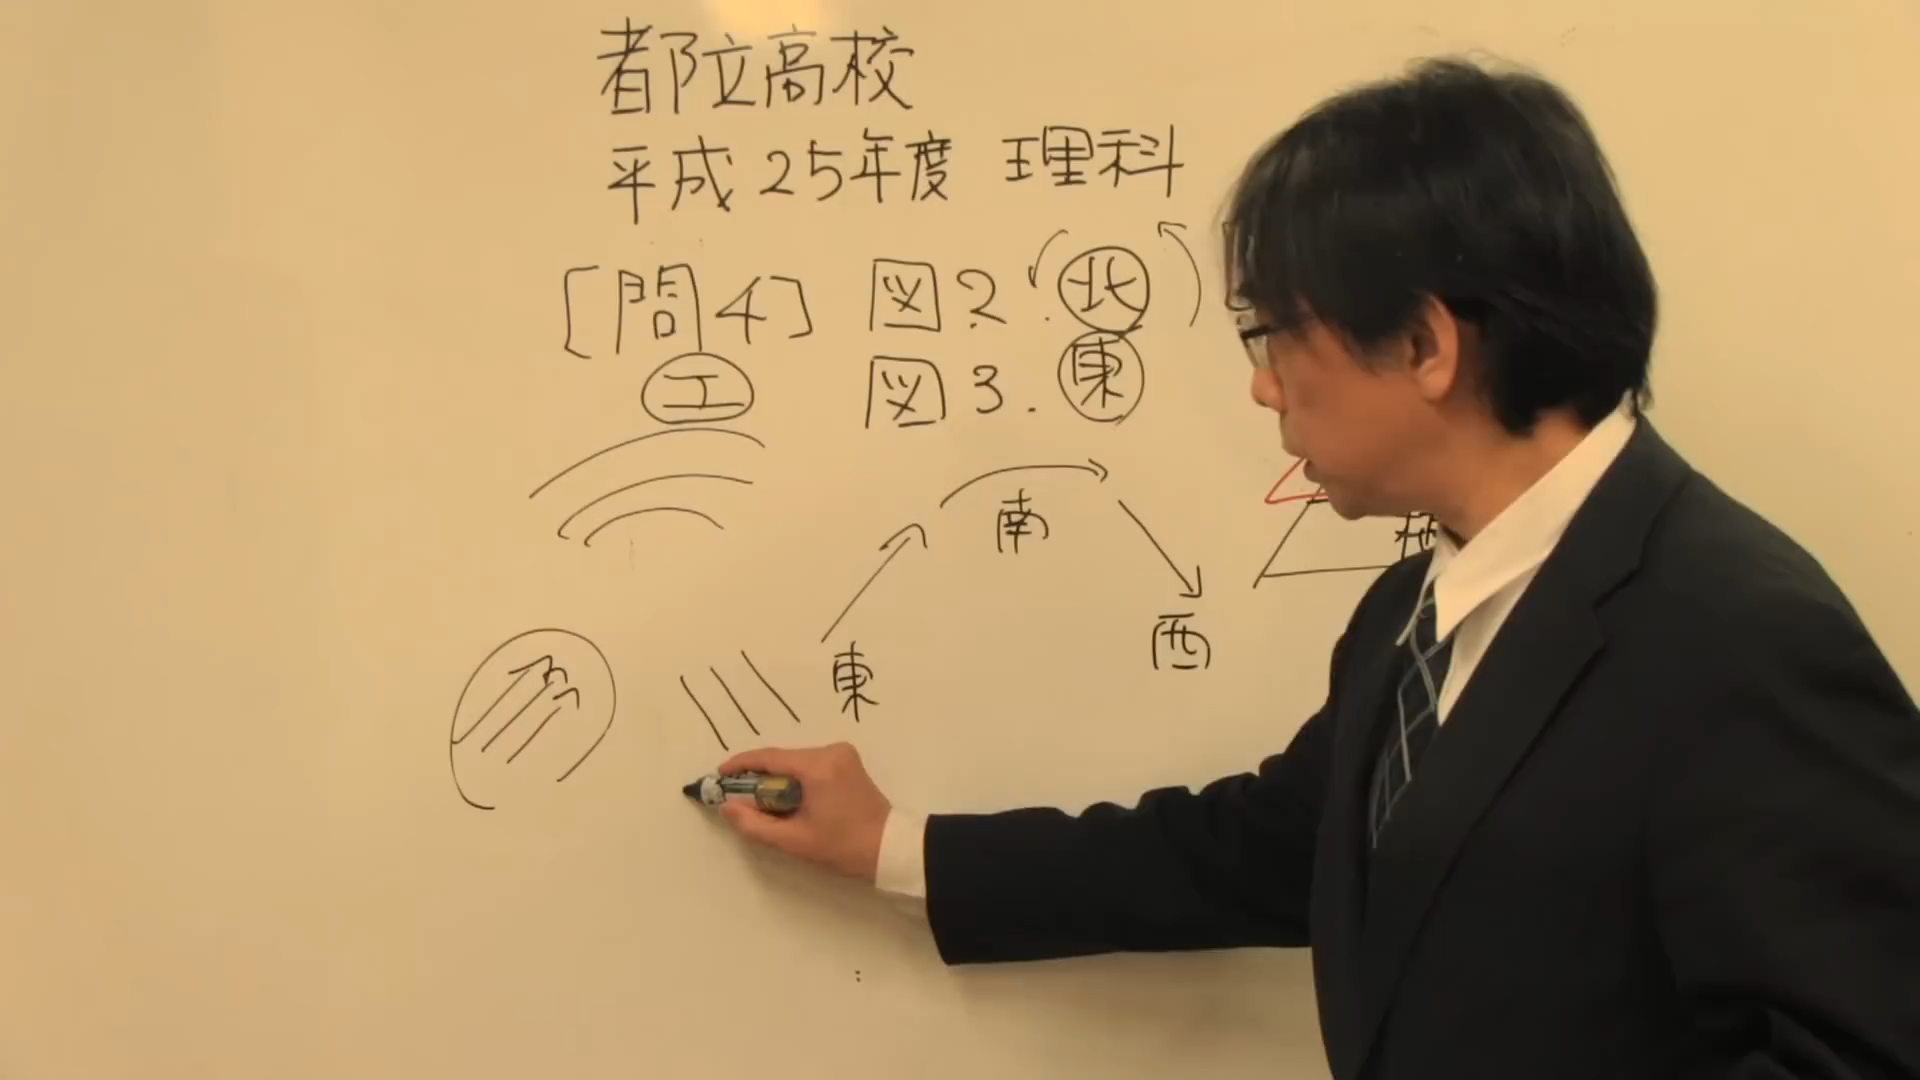 都立高校
平成25年度 理科
[問4] 図2. 北
エ 図3. 東
南
東
西